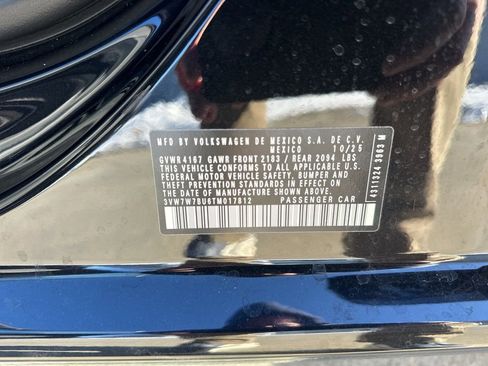 MFD BY VOLKSWAGEN DE MEXICO S.A. DE C.V.
MEXICO 10/25
GVWR 4167 GAWR FRONT 2183 / REAR 2094 LBS
THIS VEHICLE CONFORMS TO ALL APPLICABLE U.S.
FEDERAL MOTOR VEHICLE SAFETY, BUMPER AND
THEFT PREVENTION STANDARDS IN EFFECT ON THE
DATE OF MANUFACTURE SHOWN ABOVE.
3VW7W7BU6TM017812 PASSENGER CAR
4311324 3963 M